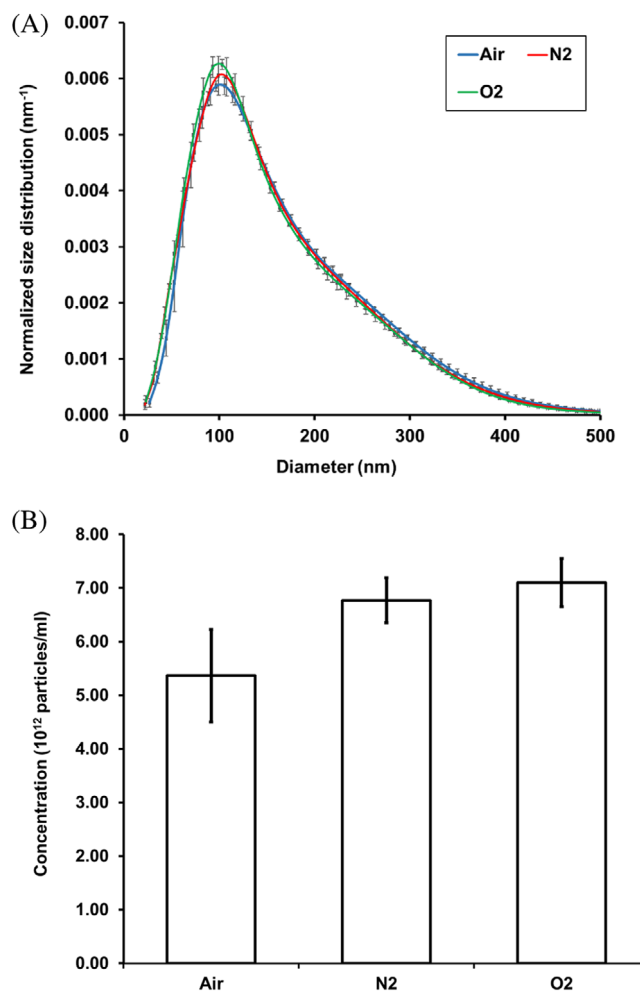 (A)
Normalized size distribution (nm⁻¹)
0.007
0.006
0.005
0.004
0.003
0.002
0.001
0.000
Air
N2
O2
0
100
200
300
400
500
Diameter (nm)
(B)
Concentration (10¹² particles/ml)
8.00
7.00
6.00
5.00
4.00
3.00
2.00
1.00
0.00
Air
N2
O2